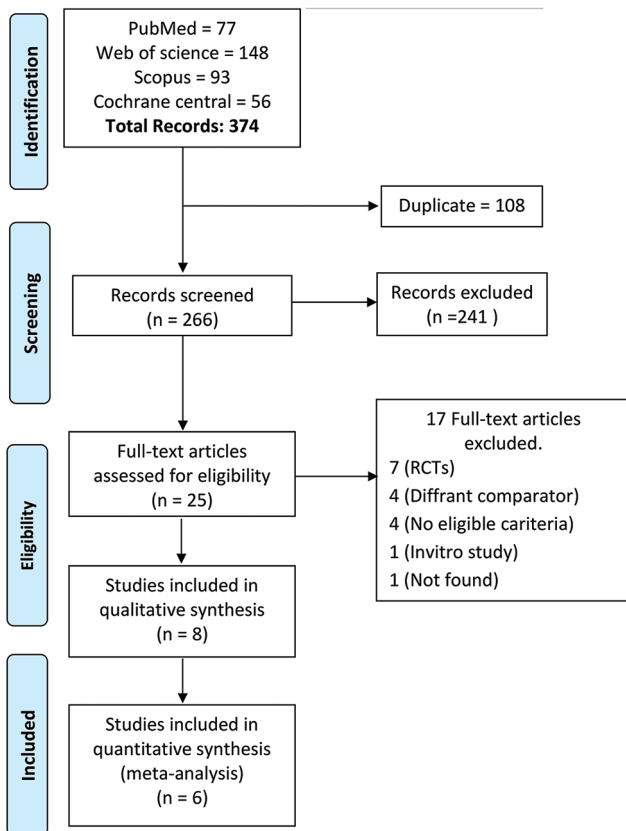 Identification
PubMed = 77
Web of science = 148
Scopus = 93
Cochrane central = 56
Total Records: 374
Duplicate = 108
Screening
Records screened
(n = 266)
Records excluded
(n =241 )
Eligibility
Full-text articles
assessed for eligibility
(n = 25)
17 Full-text articles
excluded.
7 (RCTs)
4 (Diffrant comparator)
4 (No eligible cariteria)
1 (Invitro study)
1 (Not found)
Studies included in
qualitative synthesis
(n = 8)
Included
Studies included in
quantitative synthesis
(meta-analysis)
(n = 6)